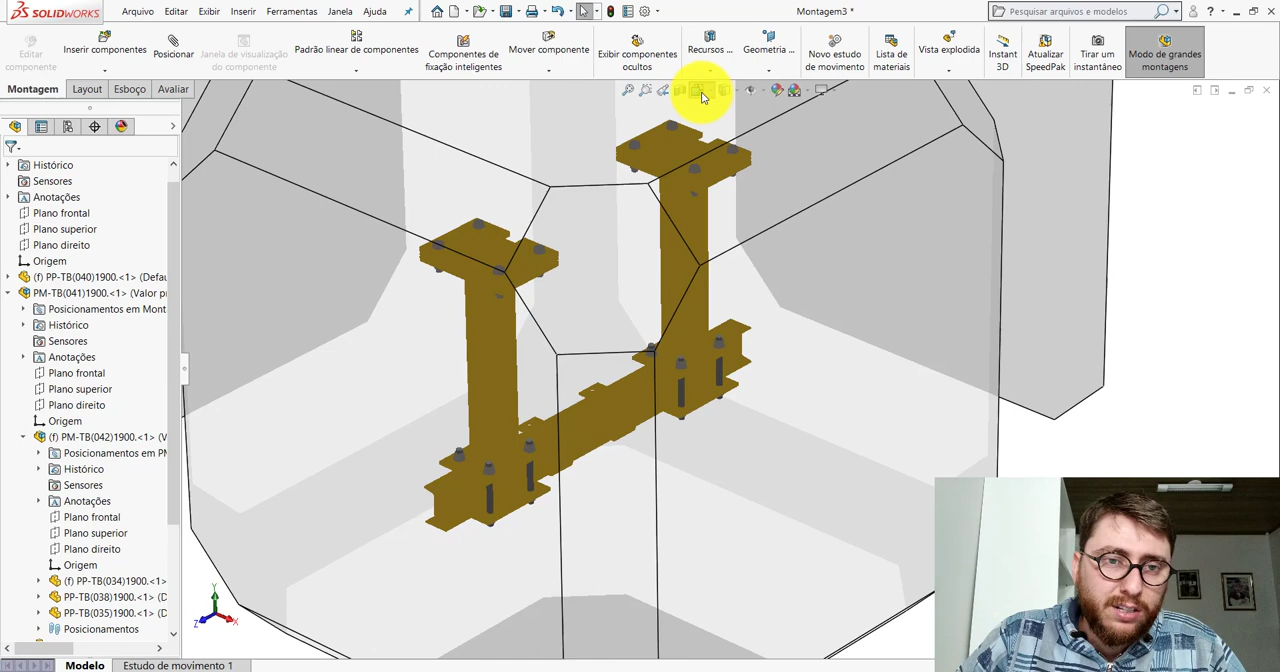 SOLIDWORKS
Arquivo Editar Exibir Inserir Ferramentas Janela Ajuda
Montagem3 *
Pesquisar arquivos e modelos
Editar componente
Inserir componentes
Posicionar
Janela de visualização do componente
Padrão linear de componentes
Componentes de fixação inteligentes
Mover componente
Exibir componentes ocultos
Recursos ...
Geometria ...
Novo estudo de movimento
Lista de materiais
Vista explodida
Instant 3D
Atualizar SpeedPak
Tirar um instantâneo
Modo de grandes montagens
Montagem Layout Esboço Avaliar
Histórico
Sensores
Anotações
Plano frontal
Plano superior
Plano direito
Origem
(f) PP-TB(040)1900.<1> (Defau
PM-TB(041)1900.<1> (Valor p
Posicionamentos em Mont
Histórico
Sensores
Anotações
Plano frontal
Plano superior
Plano direito
Origem
(f) PM-TB(042)1900.<1> (V
Posicionamentos em PM
Histórico
Sensores
Anotações
Plano frontal
Plano superior
Plano direito
Origem
(f) PP-TB(034)1900.<1>
PP-TB(038)1900.<1> (D
PP-TB(035)1900.<1> (D
Posicionamentos
Y
Z
X
Modelo Estudo de movimento 1